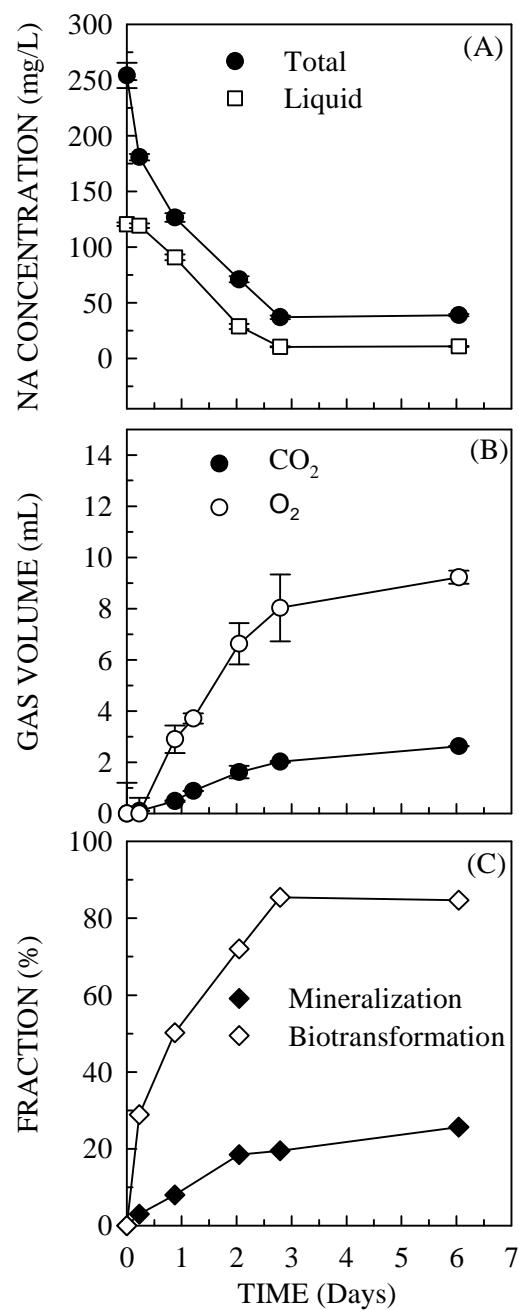 NA CONCENTRATION (mg/L)
300
250
200
150
100
50
0
(A)
Total
Liquid
GAS VOLUME (mL)
14
12
10
8
6
4
2
0
(B)
CO₂
O₂
FRACTION (%)
100
80
60
40
20
0
(C)
Mineralization
Biotransformation
0 1 2 3 4 5 6 7
TIME (Days)